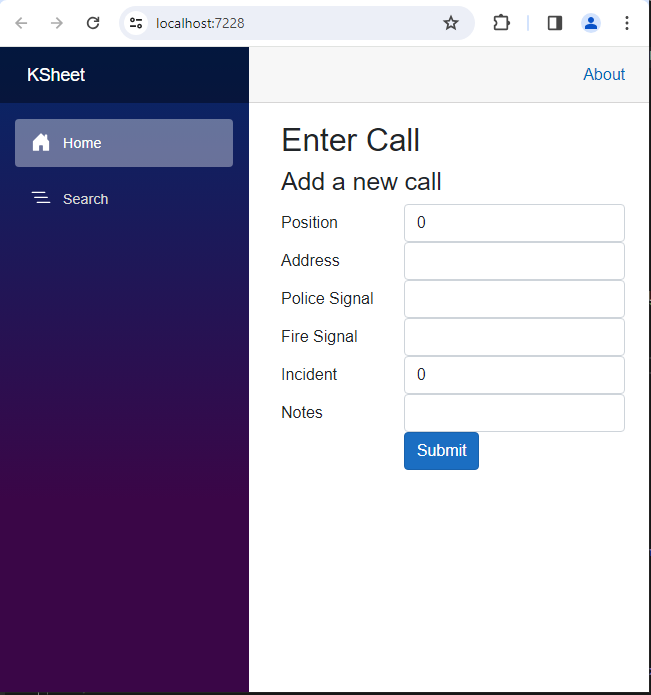 localhost:7228
KSheet
About
Home
Search
Enter Call
Add a new call
Position 0
Address
Police Signal
Fire Signal
Incident 0
Notes
Submit